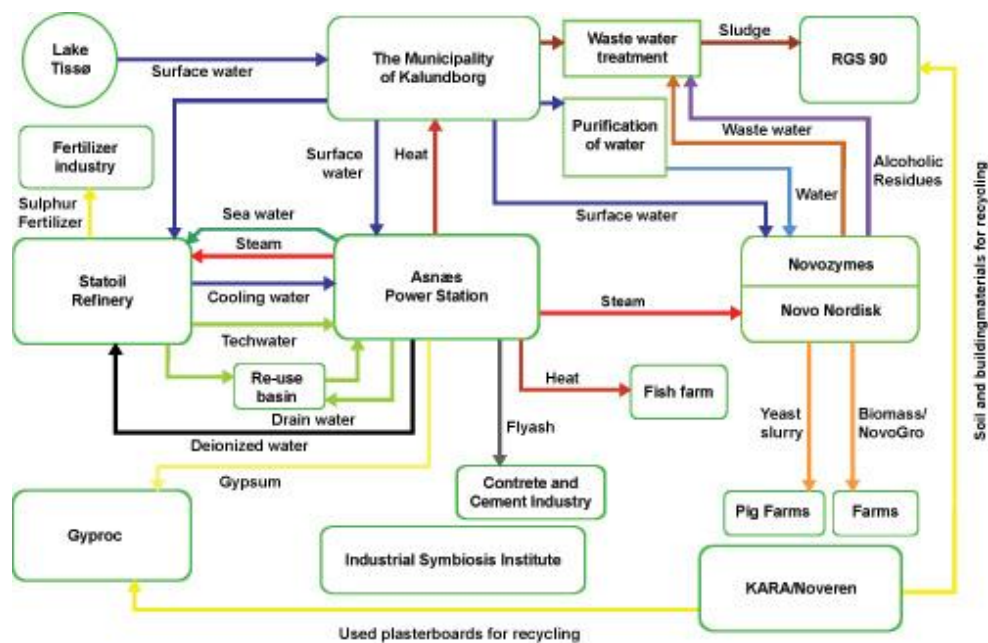 Lake
Tissø
Surface water
The Municipality
of Kalundborg
Waste water
treatment
Sludge
RGS 90
Fertilizer
industry
Surface
water
Heat
Purification
of water
Waste water
Alcoholic
Residues
Water
Sulphur
Fertilizer
Sea water
Steam
Surface water
Statoil
Refinery
Cooling water
Asnæs
Power Station
Steam
Novozymes
Novo Nordisk
Techwater
Re-use
basin
Drain water
Deionized water
Heat
Fish farm
Flyash
Yeast
slurry
Biomass/
NovoGro
Gypsum
Contrete and
Cement Industry
Pig Farms
Farms
Gyproc
Industrial Symbiosis Institute
KARA/Noveren
Used plasterboards for recycling
Soil and buildingmaterials for recycling